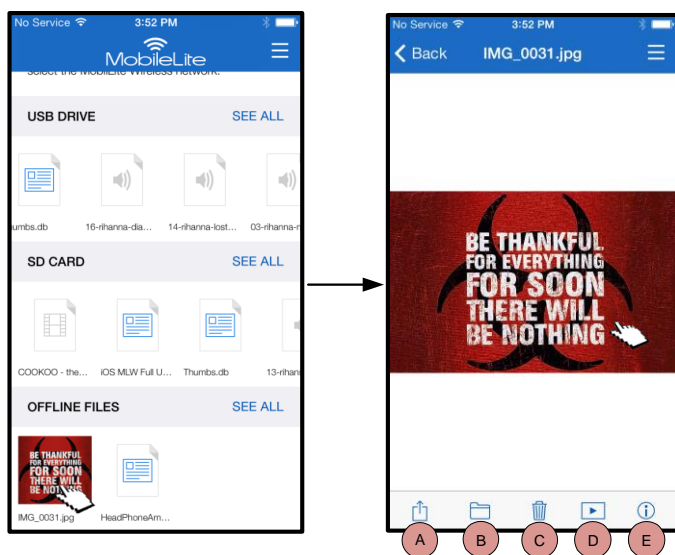 No Service 3:52 PM
MobileLite
select the MobiLite Wireless network.
USB DRIVE SEE ALL
umbs.db 16-rihanna-dia... 14-rihanna-lost... 03-rihanna-r
SD CARD SEE ALL
COOKOO - the... iOS MLW Full U... Thumbs.db 13-rihan
OFFLINE FILES SEE ALL
BE THANKFUL
FOR EVERYTHING
FOR SOON
THERE WILL
BE NOTHING
IMG_0031.jpg HeadPhoneAm...
No Service 3:52 PM
Back IMG_0031.jpg
BE THANKFUL
FOR EVERYTHING
FOR SOON
THERE WILL
BE NOTHING
A B C D E